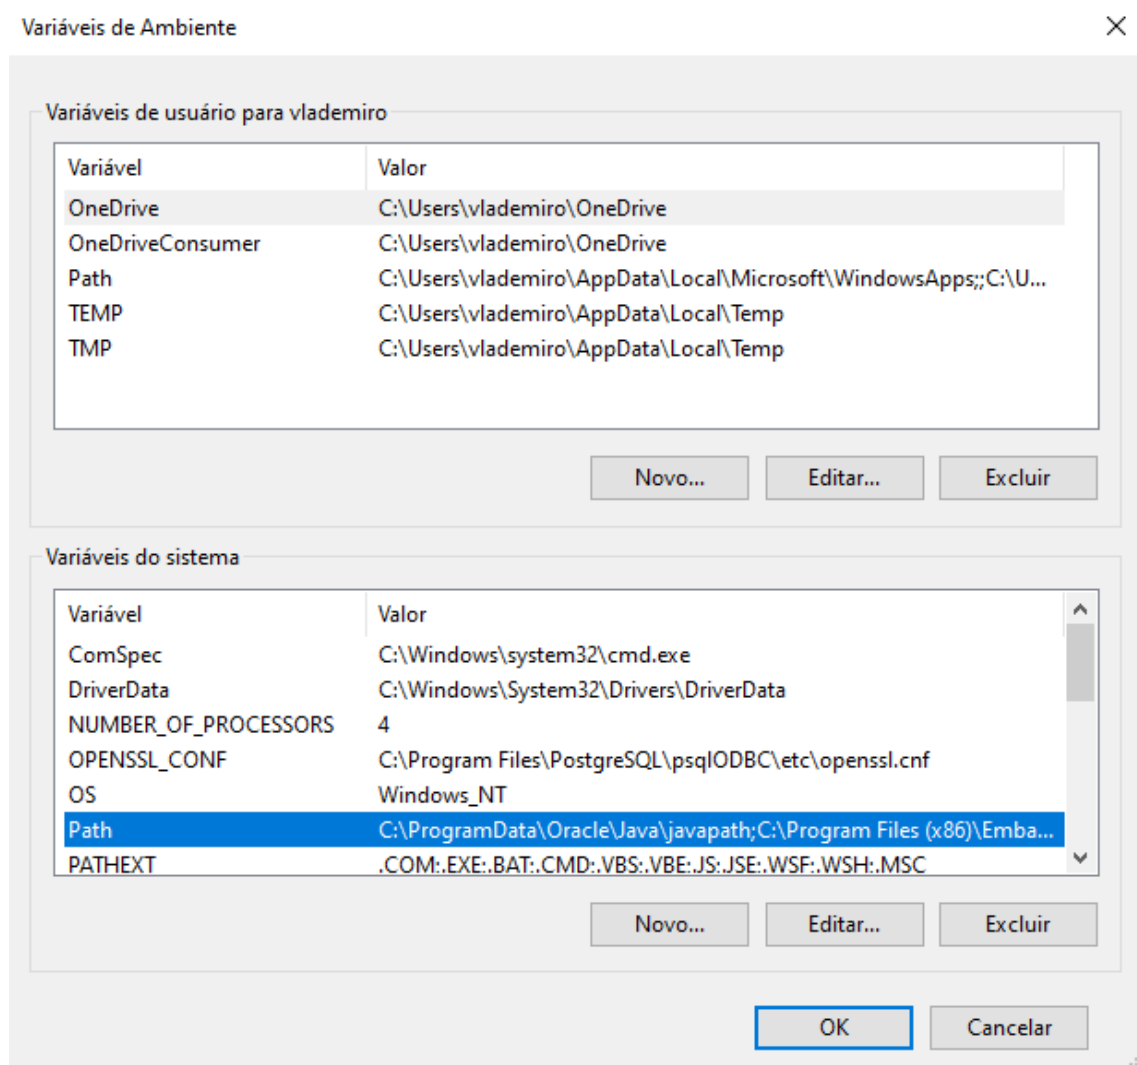 Variáveis de Ambiente
Variáveis de usuário para vlademiro
Variável Valor
OneDrive C:\Users\vlademiro\OneDrive
OneDriveConsumer C:\Users\vlademiro\OneDrive
Path C:\Users\vlademiro\AppData\Local\Microsoft\WindowsApps;;C:\U...
TEMP C:\Users\vlademiro\AppData\Local\Temp
TMP C:\Users\vlademiro\AppData\Local\Temp
Novo... Editar... Excluir
Variáveis do sistema
Variável Valor
ComSpec C:\Windows\system32\cmd.exe
DriverData C:\Windows\System32\Drivers\DriverData
NUMBER_OF_PROCESSORS 4
OPENSSL_CONF C:\Program Files\PostgreSQL\psqlODBC\etc\openssl.cnf
OS Windows_NT
Path C:\ProgramData\Oracle\Java\javapath;C:\Program Files (x86)\Emba...
PATHEXT .COM;.EXE;.BAT;.CMD;.VBS;.VBE;.JS;.JSE;.WSF;.WSH;.MSC
Novo... Editar... Excluir
OK Cancelar